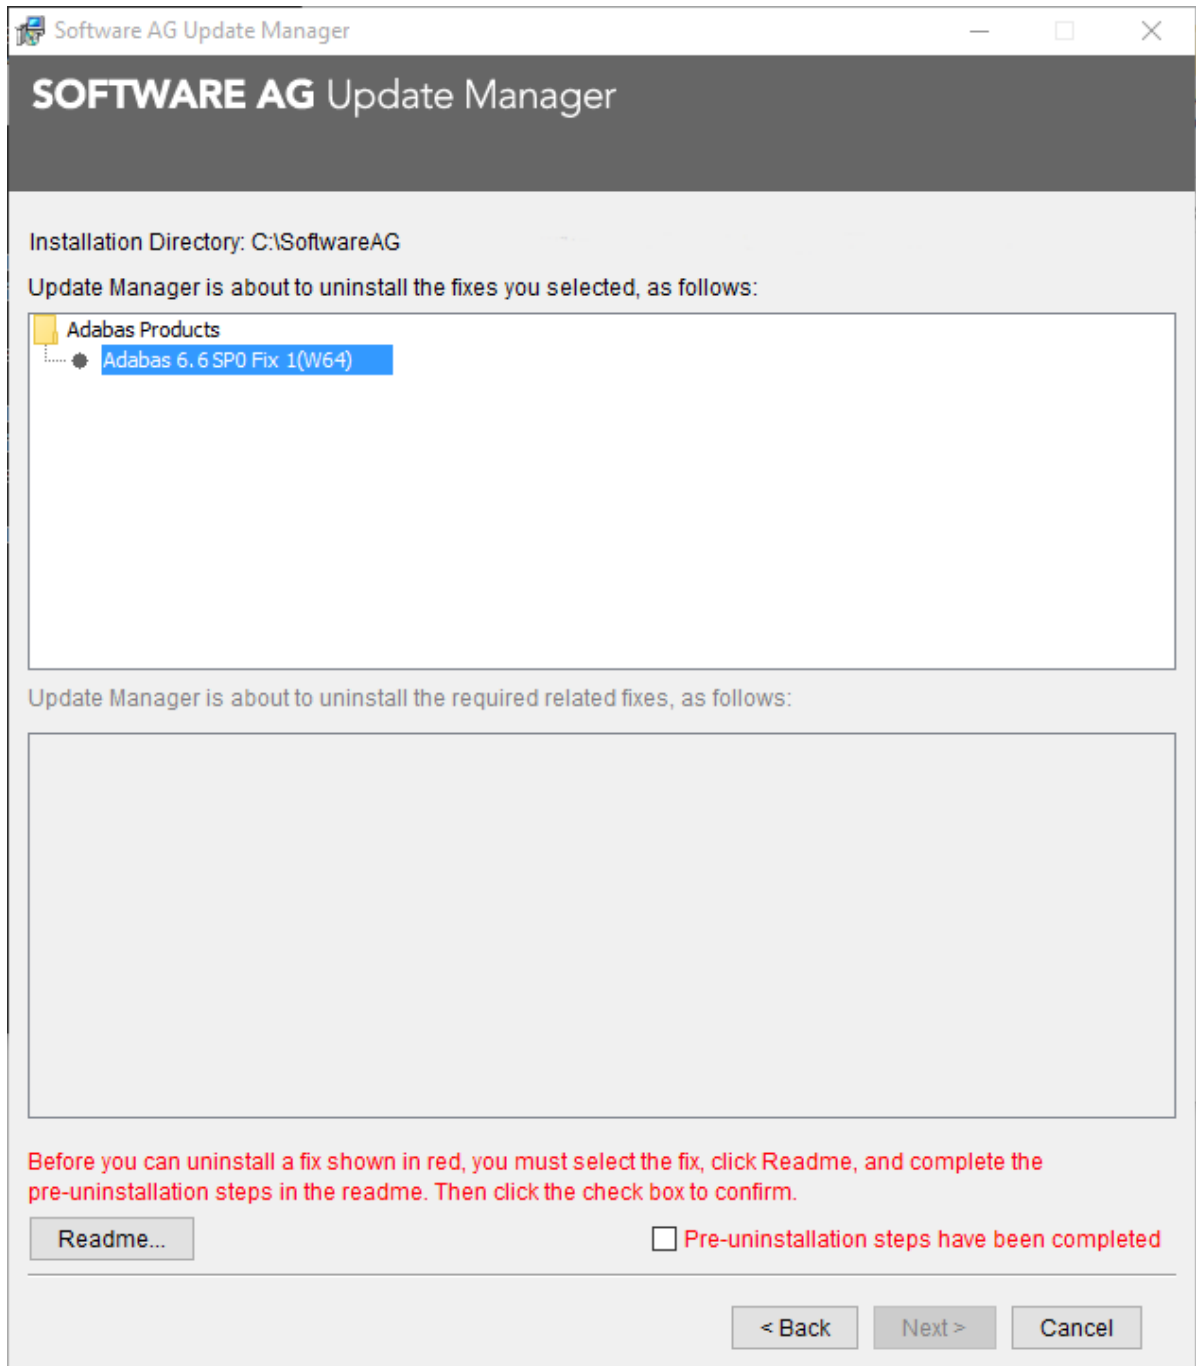 Software AG Update Manager
SOFTWARE AG Update Manager
Installation Directory: C:\SoftwareAG
Update Manager is about to uninstall the fixes you selected, as follows:
Adabas Products
Adabas 6.6 SP0 Fix 1(W64)
Update Manager is about to uninstall the required related fixes, as follows:
Before you can uninstall a fix shown in red, you must select the fix, click Readme, and complete the
pre-uninstallation steps in the readme. Then click the check box to confirm.
Readme... Pre-uninstallation steps have been completed
< Back Next > Cancel